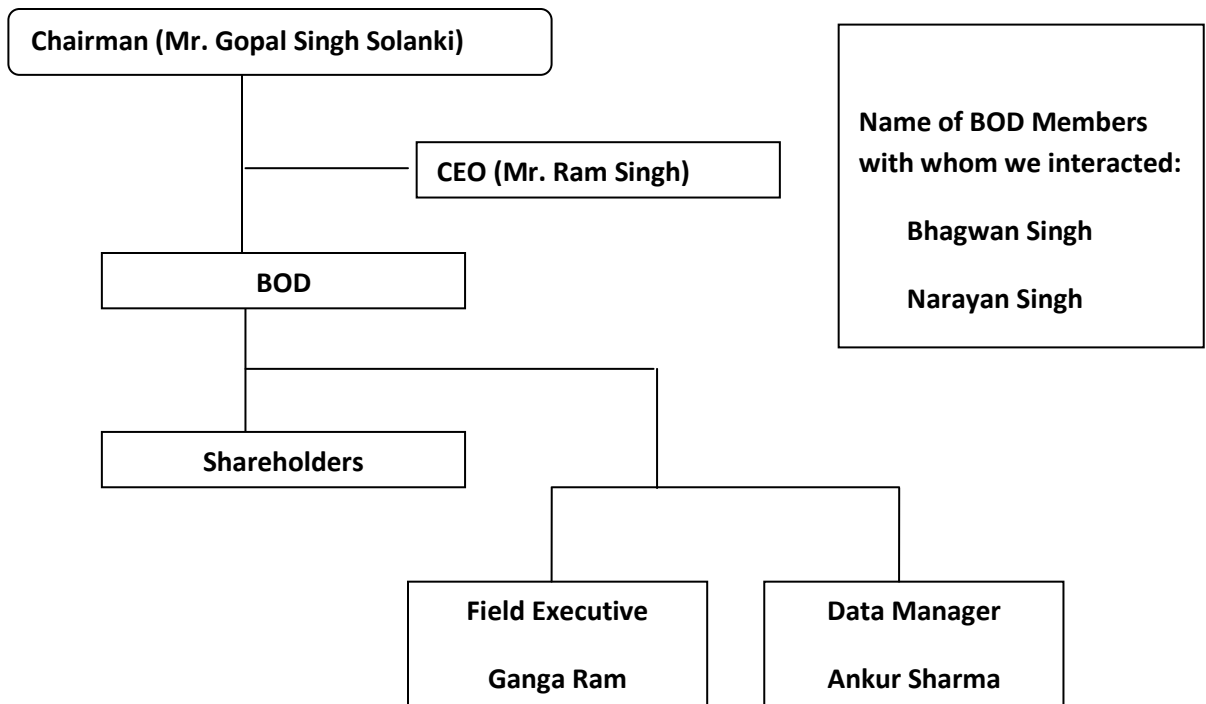 Chairman (Mr. Gopal Singh Solanki)
CEO (Mr. Ram Singh)
BOD
Shareholders
Field Executive
Ganga Ram
Data Manager
Ankur Sharma
Name of BOD Members
with whom we interacted:
Bhagwan Singh
Narayan Singh